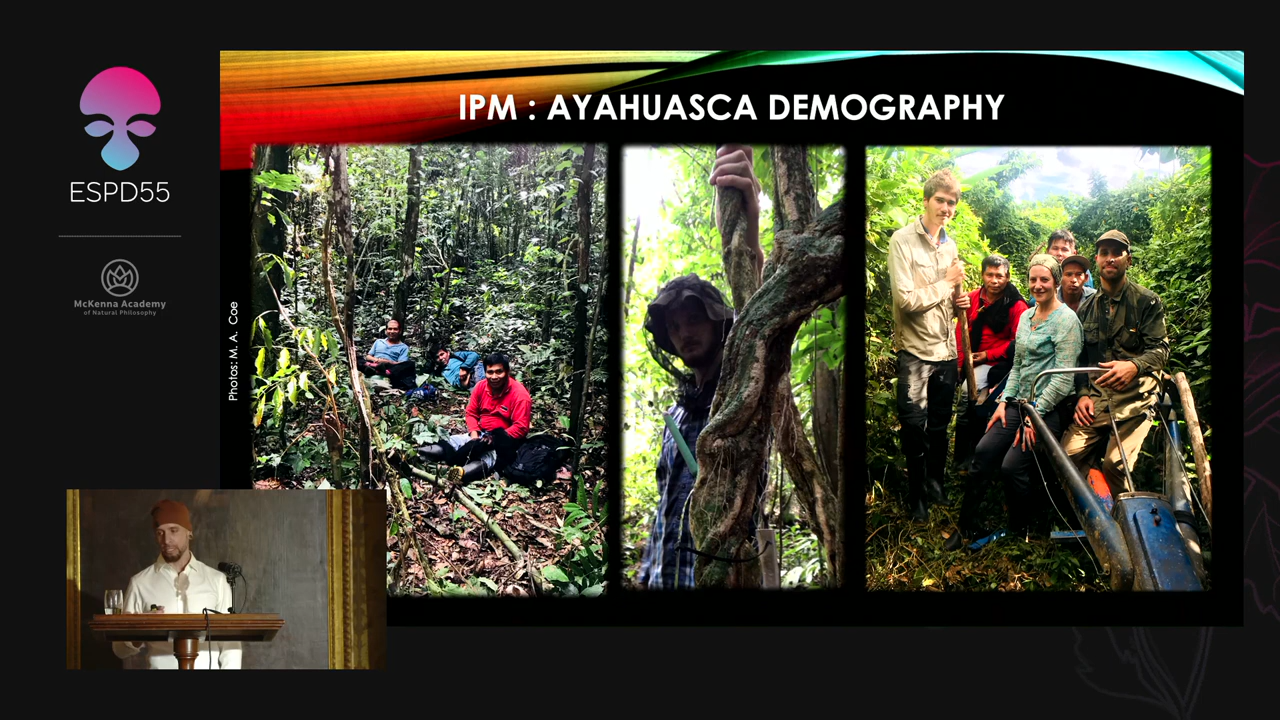 ESPD55
McKenna Academy
of Natural Philosophy
IPM : AYAHUASCA DEMOGRAPHY
Photos: M. A. Coe